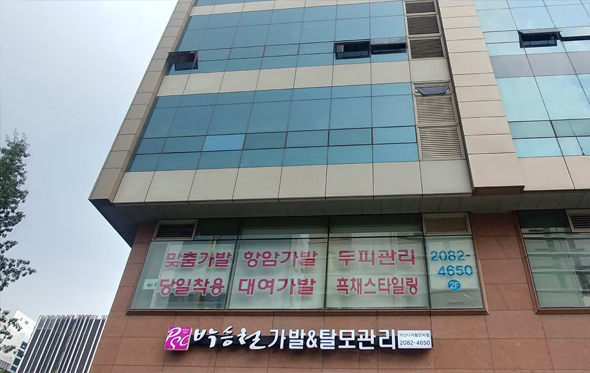 맞춤가발 항암가발 두피관리 2082-
당일착용 대여가발 흑채스타일링 4650
2F
PSC 박승철 가발&탈모관리
2082-4650